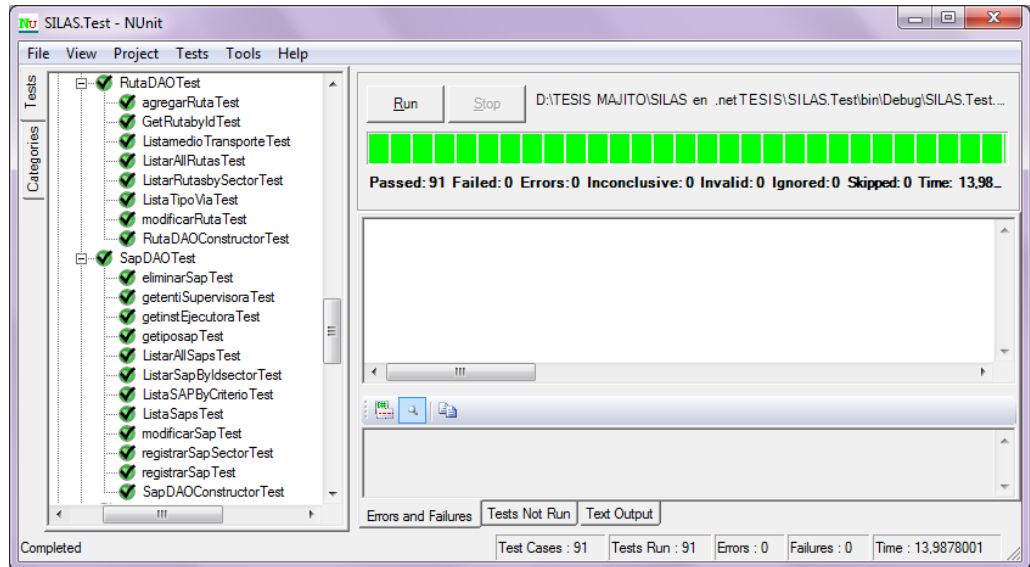 Nu SILAS.Test - NUnit
File View Project Tests Tools Help
Tests
Categories
RutaDAOTest
agregarRutaTest
GetRutabyIdTest
ListamedioTransporteTest
ListarAllRutasTest
ListarRutasbySectorTest
ListaTipoViaTest
modificarRutaTest
RutaDAOConstructorTest
SapDAOTest
eliminarSapTest
getentiSupervisoraTest
getinstEjecutoraTest
getiposapTest
ListarAllSapsTest
ListarSapByIdsectorTest
ListaSAPByCriterioTest
ListaSapsTest
modificarSapTest
registrarSapSectorTest
registrarSapTest
SapDAOConstructorTest
Run Stop D:\TESIS MAJITO\SILAS en .netTESIS\SILAS.Test\bin\Debug\SILAS.Test....
Passed: 91 Failed: 0 Errors: 0 Inconclusive: 0 Invalid: 0 Ignored: 0 Skipped: 0 Time: 13,98...
Errors and Failures Tests Not Run Text Output
Completed Test Cases : 91 Tests Run : 91 Errors : 0 Failures : 0 Time : 13,9878001